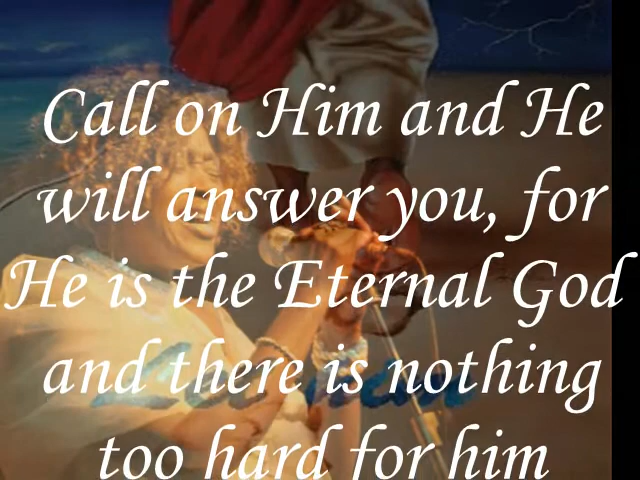 Call on Him and He
will answer you, for
He is the Eternal God
and there is nothing
too hard for him